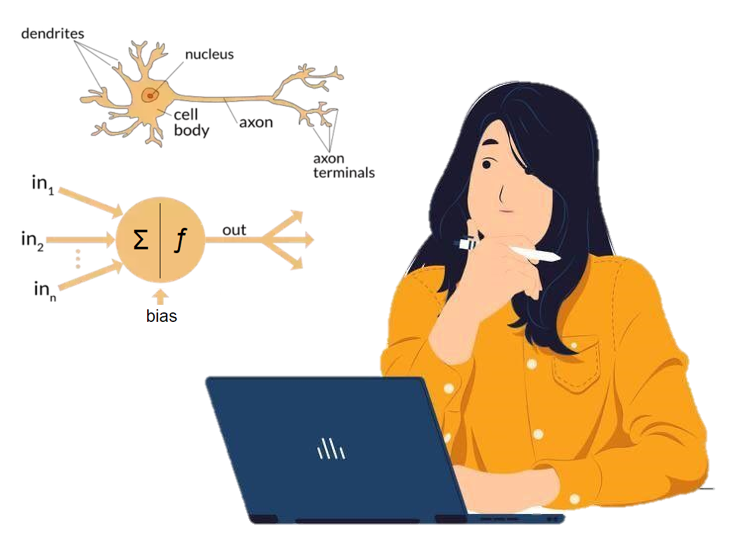 dendrites
nucleus
cell
body
axon
axon
terminals
in1
in2
inn
Σ
f
out
bias